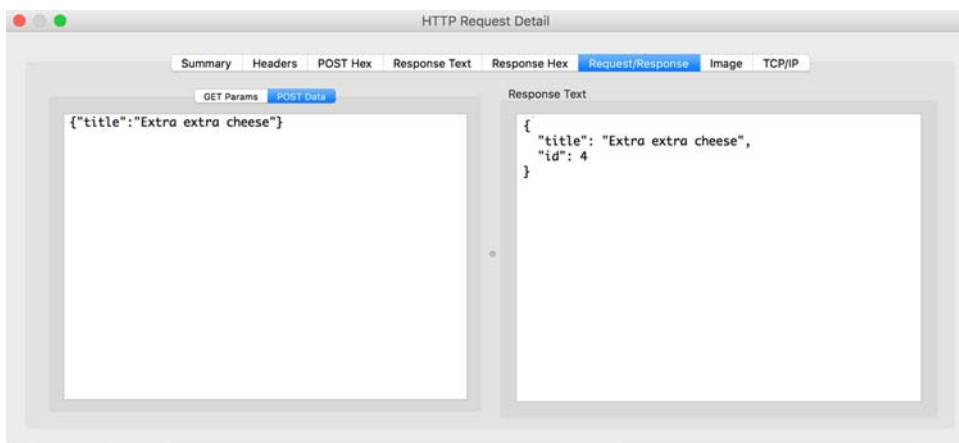 HTTP Request Detail
Summary Headers POST Hex Response Text Response Hex Request/Response Image TCP/IP
GET Params POST Data
{"title":"Extra extra cheese"}
Response Text
{
"title": "Extra extra cheese",
"id": 4
}